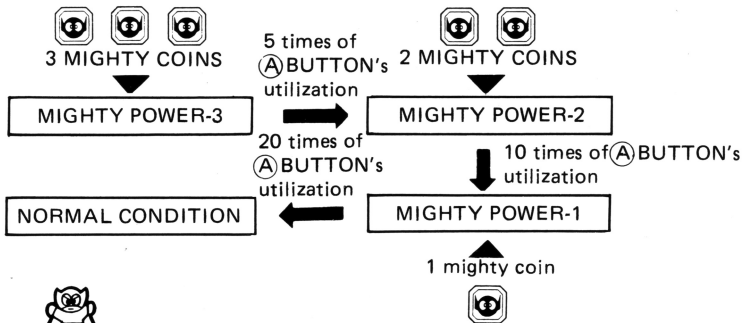 3 MIGHTY COINS
5 times of
Ⓐ BUTTON's
utilization
2 MIGHTY COINS
MIGHTY POWER-3
MIGHTY POWER-2
20 times of
Ⓐ BUTTON's
utilization
10 times of Ⓐ BUTTON's
utilization
NORMAL CONDITION
MIGHTY POWER-1
1 mighty coin